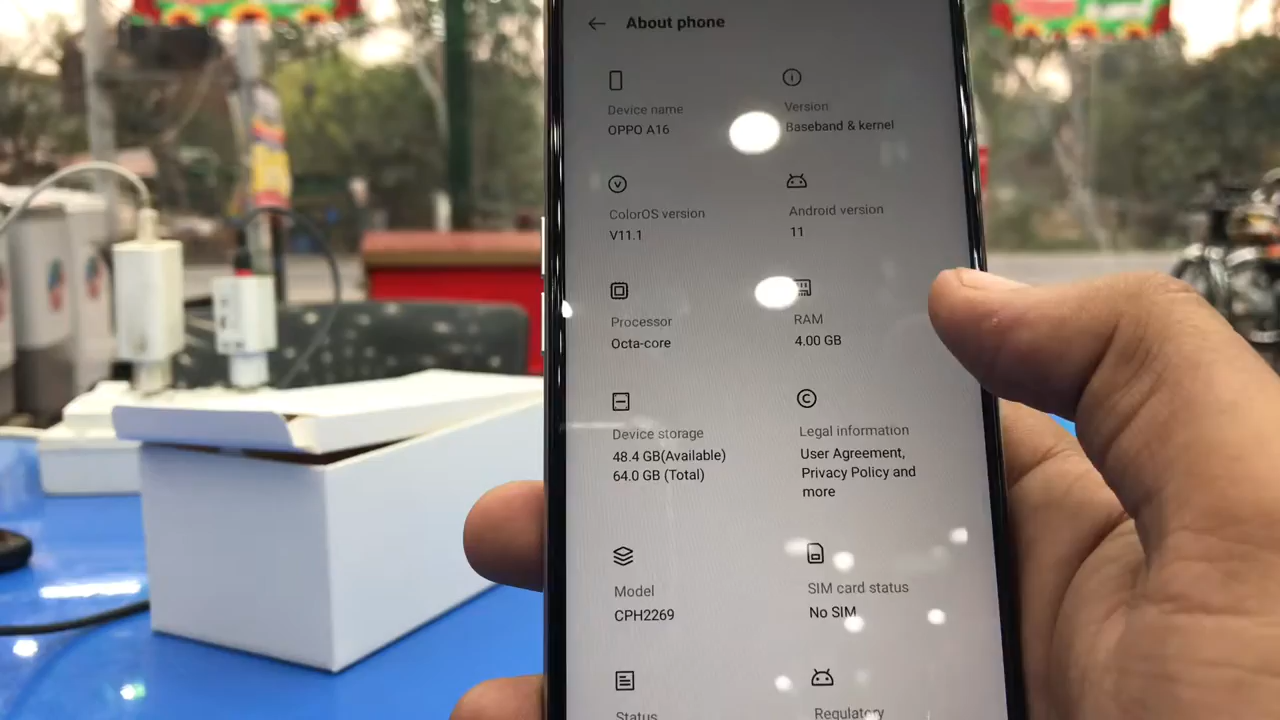 About phone
Device name
OPPO A16
Version
Baseband & kernel
ColorOS version
V11.1
Android version
11
Processor
Octa-core
RAM
4.00 GB
Device storage
48.4 GB(Available)
64.0 GB (Total)
Legal information
User Agreement,
Privacy Policy and
more
Model
CPH2269
SIM card status
No SIM
Status
Regulatory